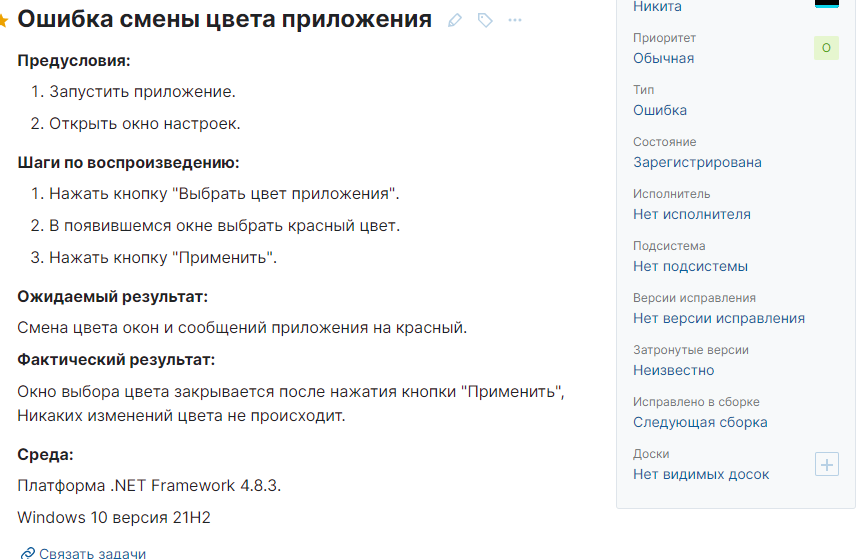 Ошибка смены цвета приложения
Предусловия:
1. Запустить приложение.
2. Открыть окно настроек.
Шаги по воспроизведению:
1. Нажать кнопку "Выбрать цвет приложения".
2. В появившемся окне выбрать красный цвет.
3. Нажать кнопку "Применить".
Ожидаемый результат:
Смена цвета окон и сообщений приложения на красный.
Фактический результат:
Окно выбора цвета закрывается после нажатия кнопки "Применить",
Никаких изменений цвета не происходит.
Среда:
Платформа .NET Framework 4.8.3.
Windows 10 версия 21H2
Связать задачи
Никита
Приоритет
Обычная
О
Тип
Ошибка
Состояние
Зарегистрирована
Исполнитель
Нет исполнителя
Подсистема
Нет подсистемы
Версии исправления
Нет версии исправления
Затронутые версии
Неизвестно
Исправлено в сборке
Следующая сборка
Доски
Нет видимых досок